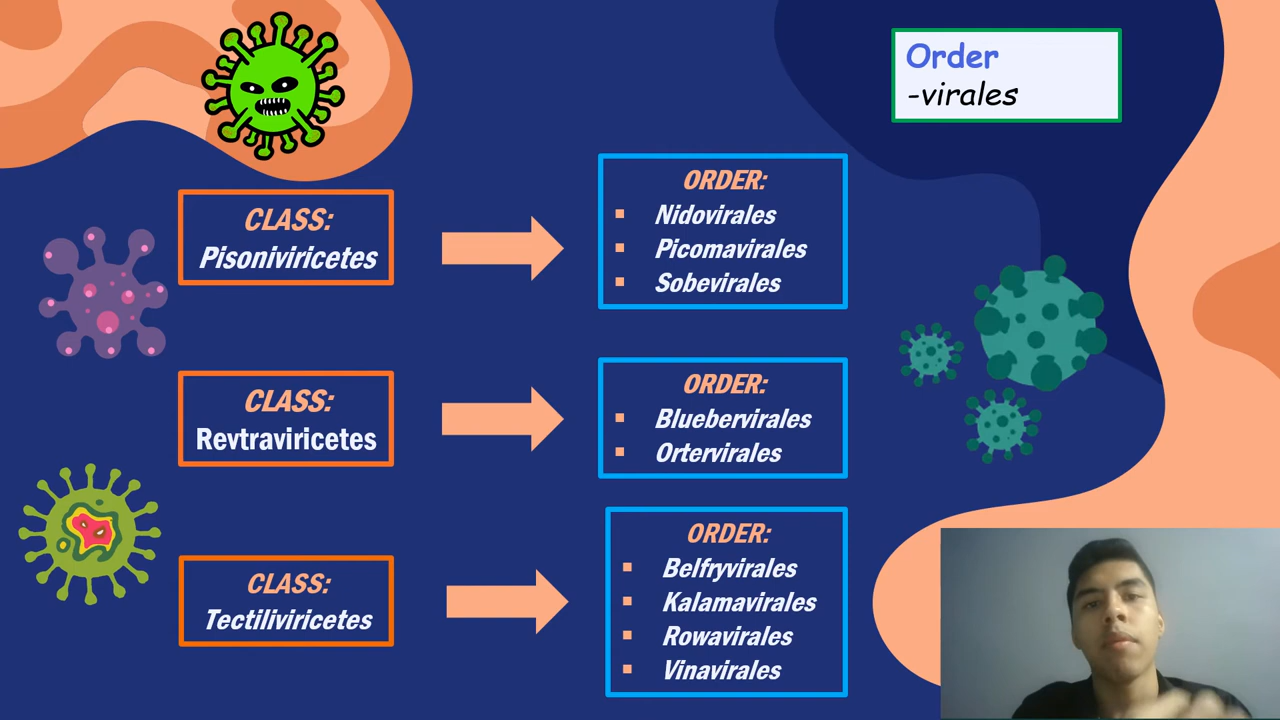 Order
-virales
CLASS:
Pisoniviricetes
ORDER:
Nidovirales
Picomavirales
Sobevirales
CLASS:
Revtraviricetes
ORDER:
Bluebervirales
Ortervirales
CLASS:
Tectiliviricetes
ORDER:
Belfryvirales
Kalamavirales
Rowavirales
Vinavirales